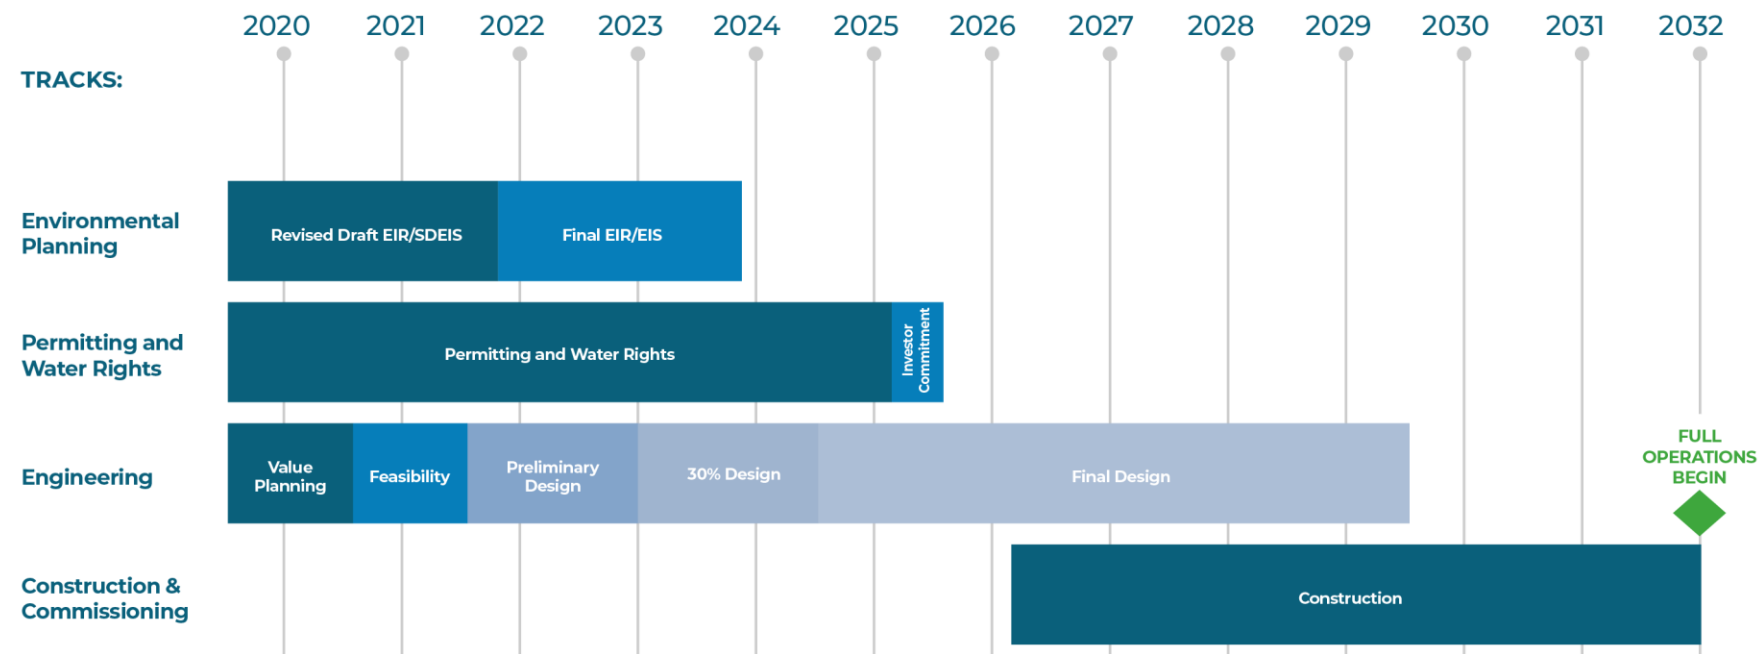 2020 2021 2022 2023 2024 2025 2026 2027 2028 2029 2030 2031 2032
TRACKS:
Environmental
Planning
Revised Draft EIR/SDEIS
Final EIR/EIS
Permitting and
Water Rights
Permitting and Water Rights
Investor
Commitment
Engineering
Value
Planning
Feasibility
Preliminary
Design
30% Design
Final Design
FULL
OPERATIONS
BEGIN
Construction &
Commissioning
Construction